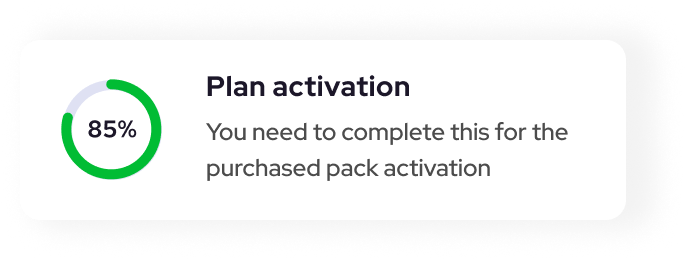 85%
Plan activation
You need to complete this for the
purchased pack activation